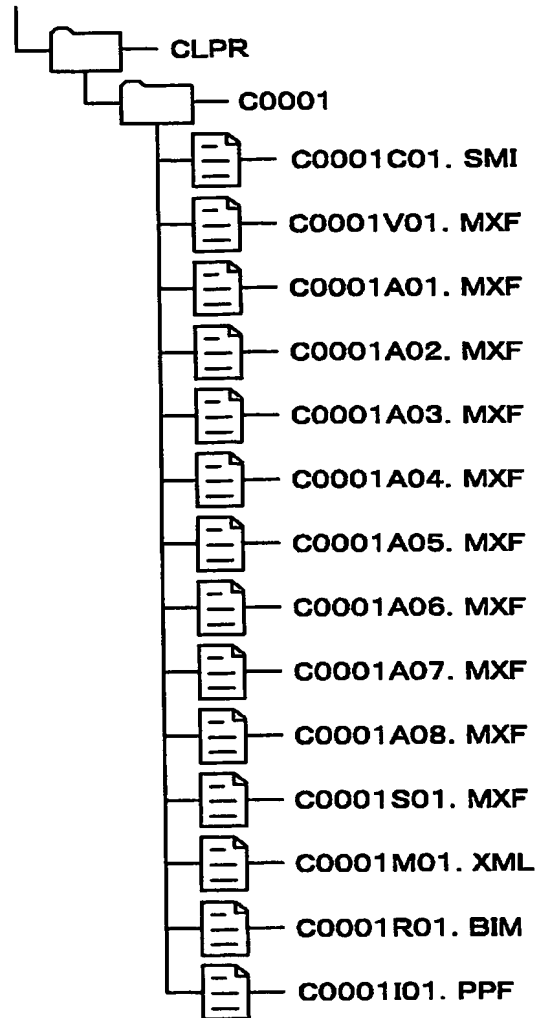 CLPR
C0001
C0001C01. SMI
C0001V01. MXF
C0001A01. MXF
C0001A02. MXF
C0001A03. MXF
C0001A04. MXF
C0001A05. MXF
C0001A06. MXF
C0001A07. MXF
C0001A08. MXF
C0001S01. MXF
C0001M01. XML
C0001R01. BIM
C0001I01. PPF